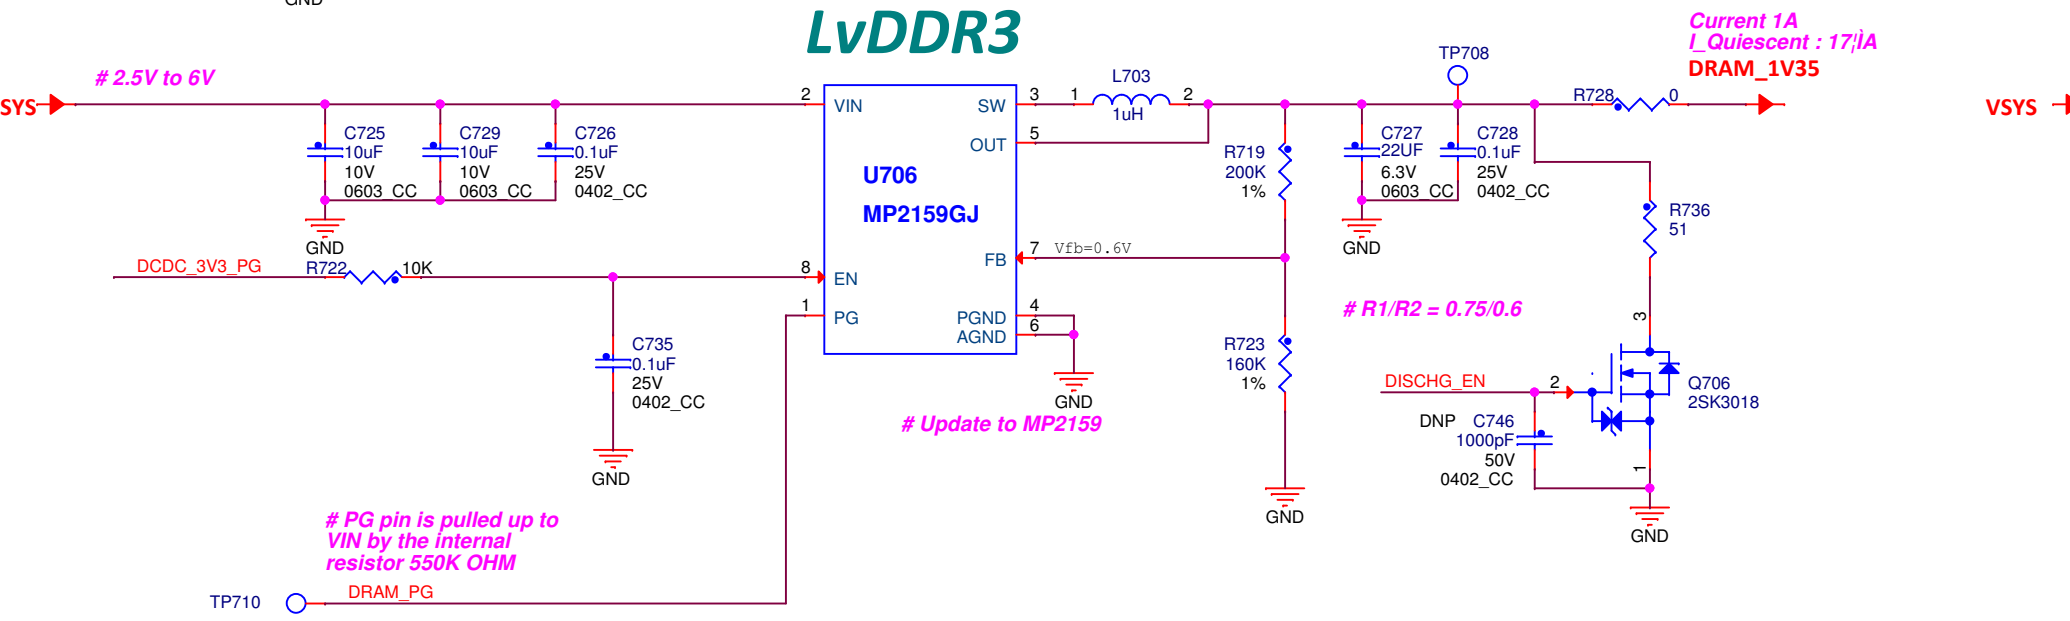 GND
LvDDR3
Current 1A
I_Quiescent : 17¦ÌA
DRAM_1V35
# 2.5V to 6V
SYS
VSYS
TP708
L703
1 2
1uH
R728 0
2 VIN
SW 3
OUT 5
C725
10uF
10V
0603_CC
C729
10uF
10V
0603_CC
C726
0.1uF
25V
0402_CC
GND
U706
MP2159GJ
R719
200K
1%
C727
22UF
6.3V
0603_CC
C728
0.1uF
25V
0402_CC
GND
R736
51
DCDC_3V3_PG
R722 10K
8 EN
1 PG
FB 7
Vfb=0.6V
PGND 4
AGND 6
GND
# R1/R2 = 0.75/0.6
R723
160K
1%
GND
C735
0.1uF
25V
0402_CC
GND
# Update to MP2159
DISCHG_EN
2
3
1
Q706
2SK3018
DNP C746
1000pF
50V
0402_CC
GND
# PG pin is pulled up to
VIN by the internal
resistor 550K OHM
TP710
DRAM_PG